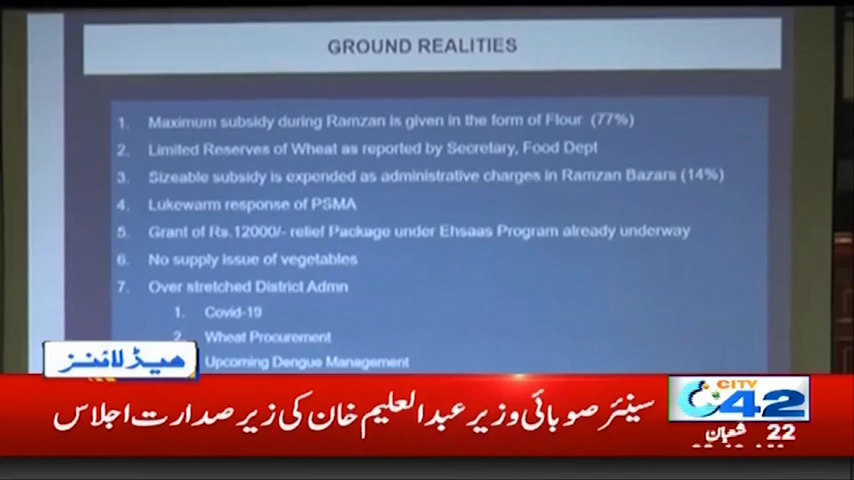 GROUND REALITIES
1. Maximum subsidy during Ramzan is given in the form of Flour (77%)
2. Limited Reserves of Wheat as reported by Secretary, Food Dept
3. Sizeable subsidy is expended as administrative charges in Ramzan Bazars (14%)
4. Lukewarm response of PSMA
5. Grant of Rs.12000/- relief Package under Ehsaas Program already underway
6. No supply issue of vegetables
7. Over stretched District Admn
1. Covid-19
2. Wheat Procurement
Upcoming Dengue Management
ھیڈلائنز
سینئر صوبائی وزیر عبدالعلیم خان کی زیر صدارت اجلاس
CITY
42
22 شعبان